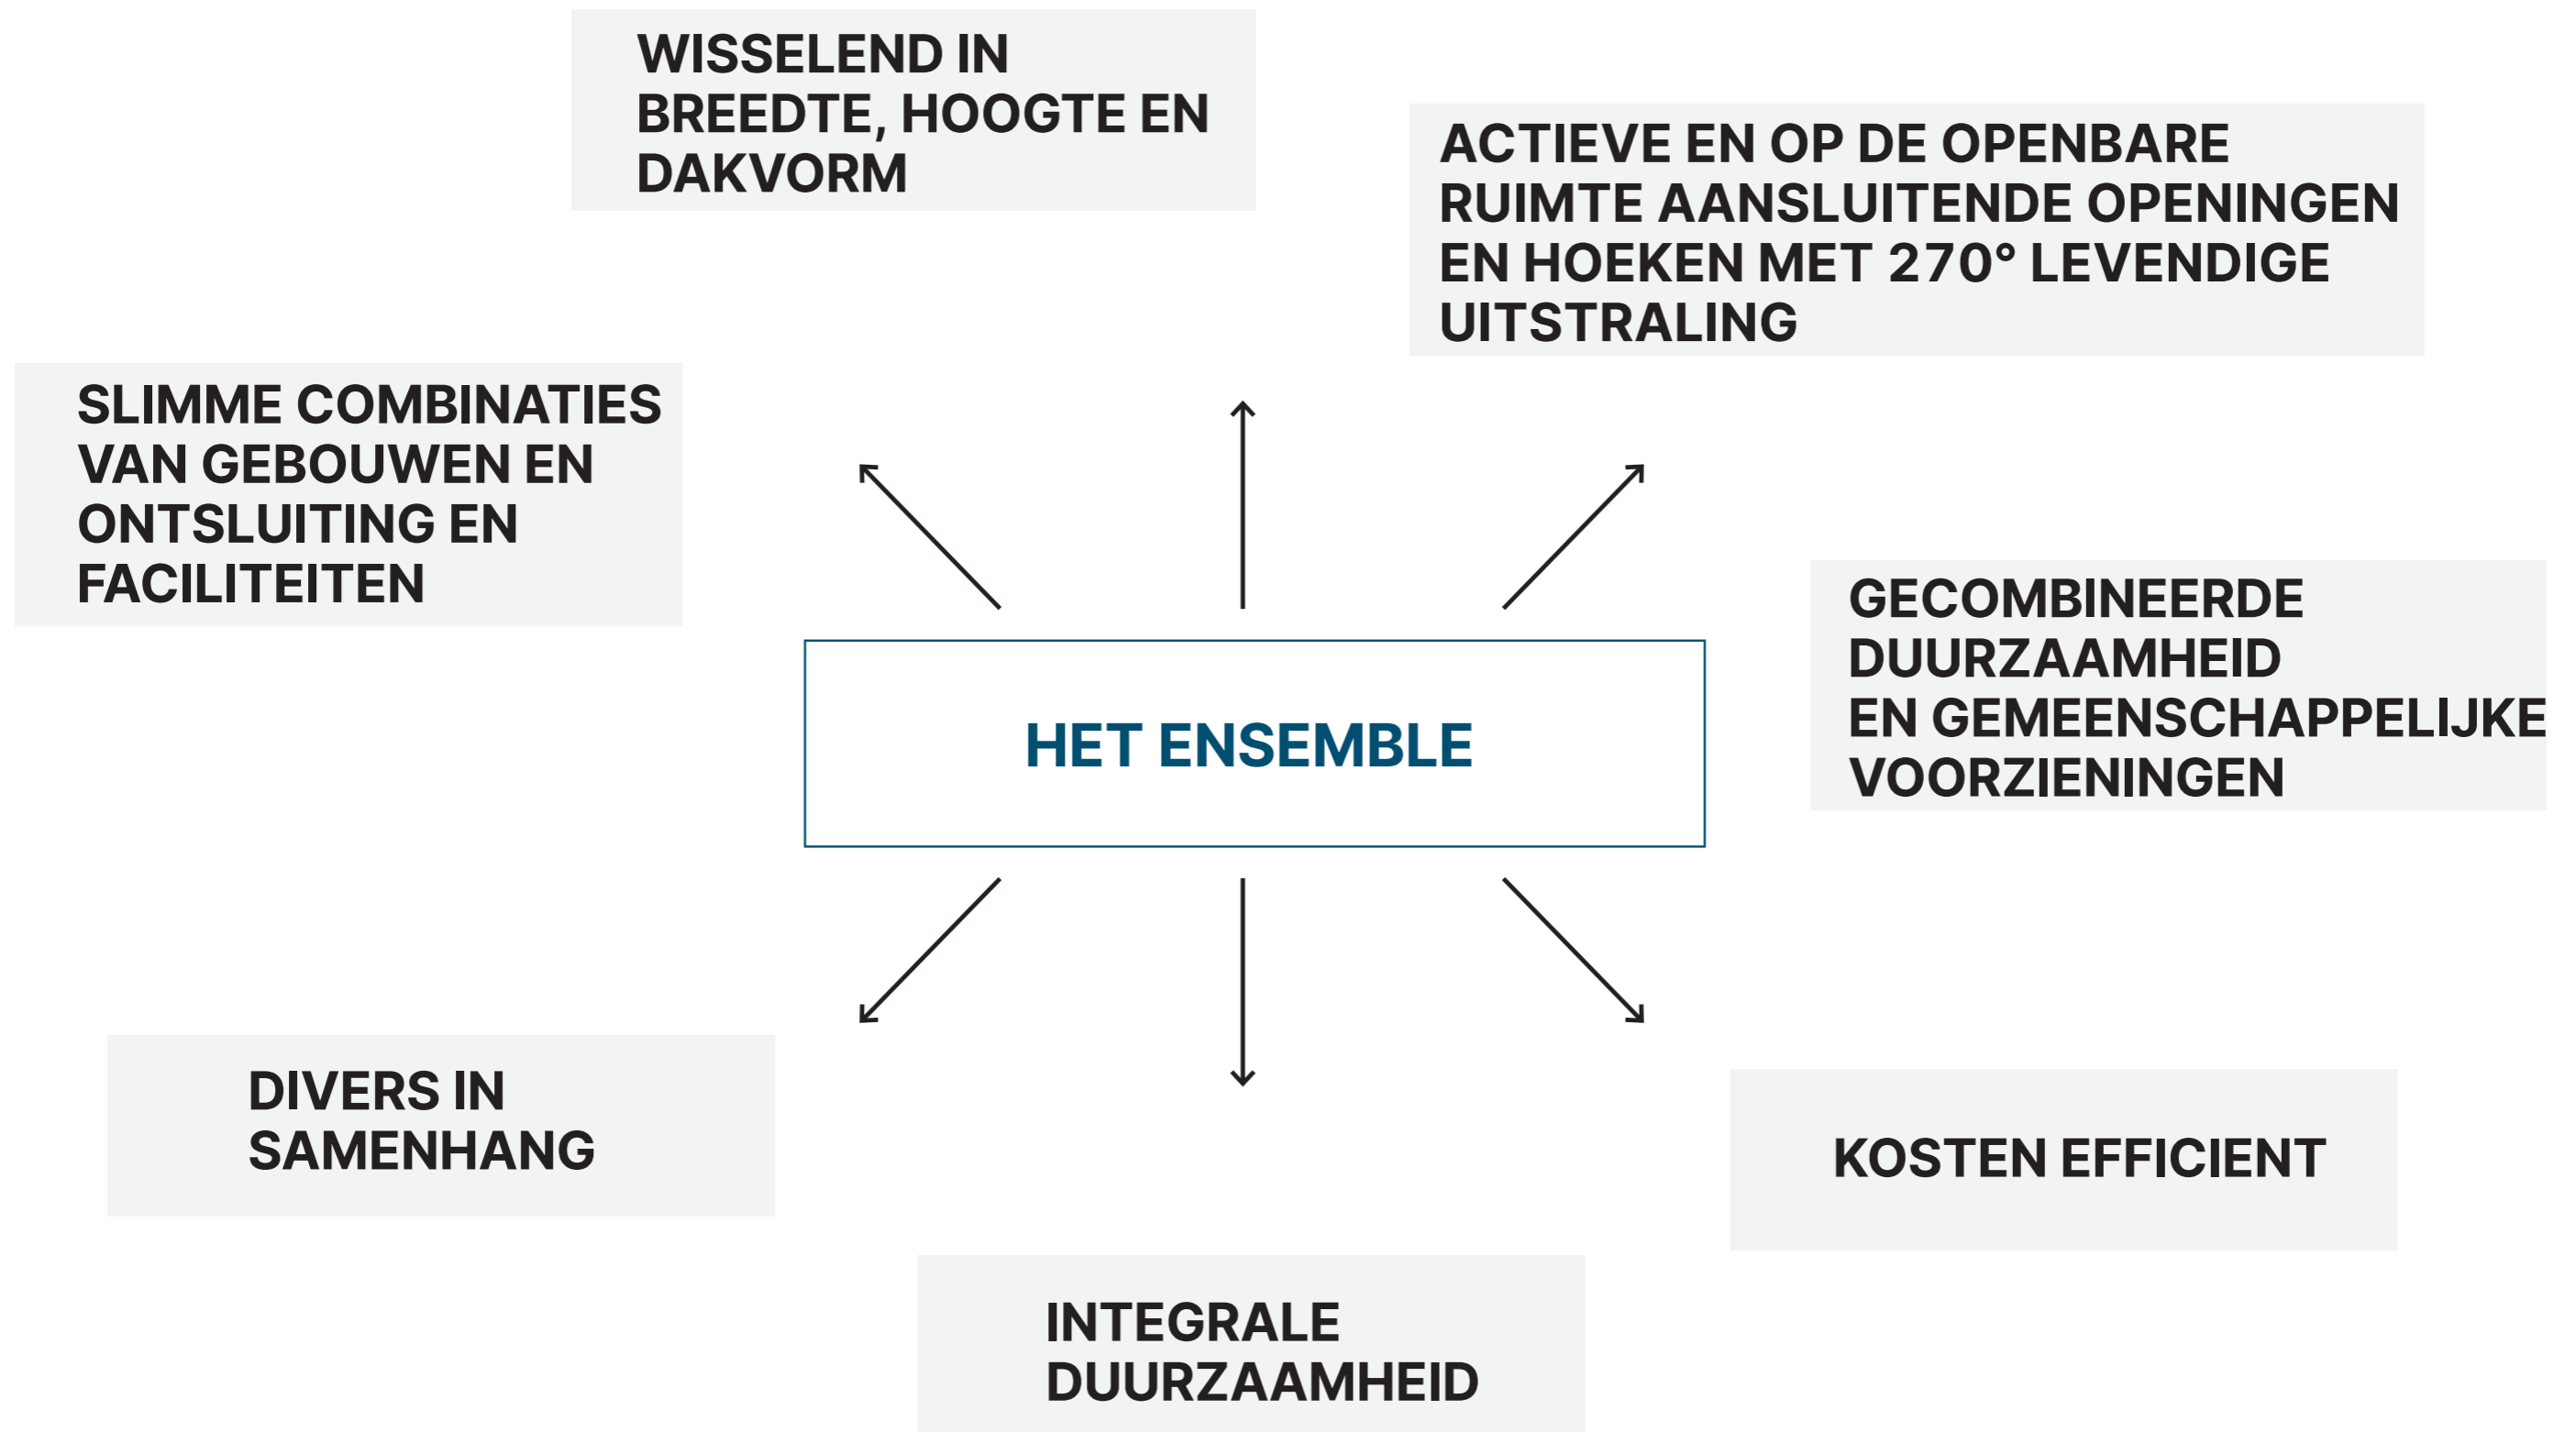 WISSELEND IN
BREEDTE, HOOGTE EN
DAKVORM
ACTIEVE EN OP DE OPENBARE
RUIMTE AANSLUITENDE OPENINGEN
EN HOEKEN MET 270° LEVENDIGE
UITSTRALING
SLIMME COMBINATIES
VAN GEBOUWEN EN
ONTSLUITING EN
FACILITEITEN
GECOMBINEERDE
DUURZAAMHEID
EN GEMEENSCHAPPELIJKE
VOORZIENINGEN
HET ENSEMBLE
DIVERS IN
SAMENHANG
KOSTEN EFFICIENT
INTEGRALE
DUURZAAMHEID